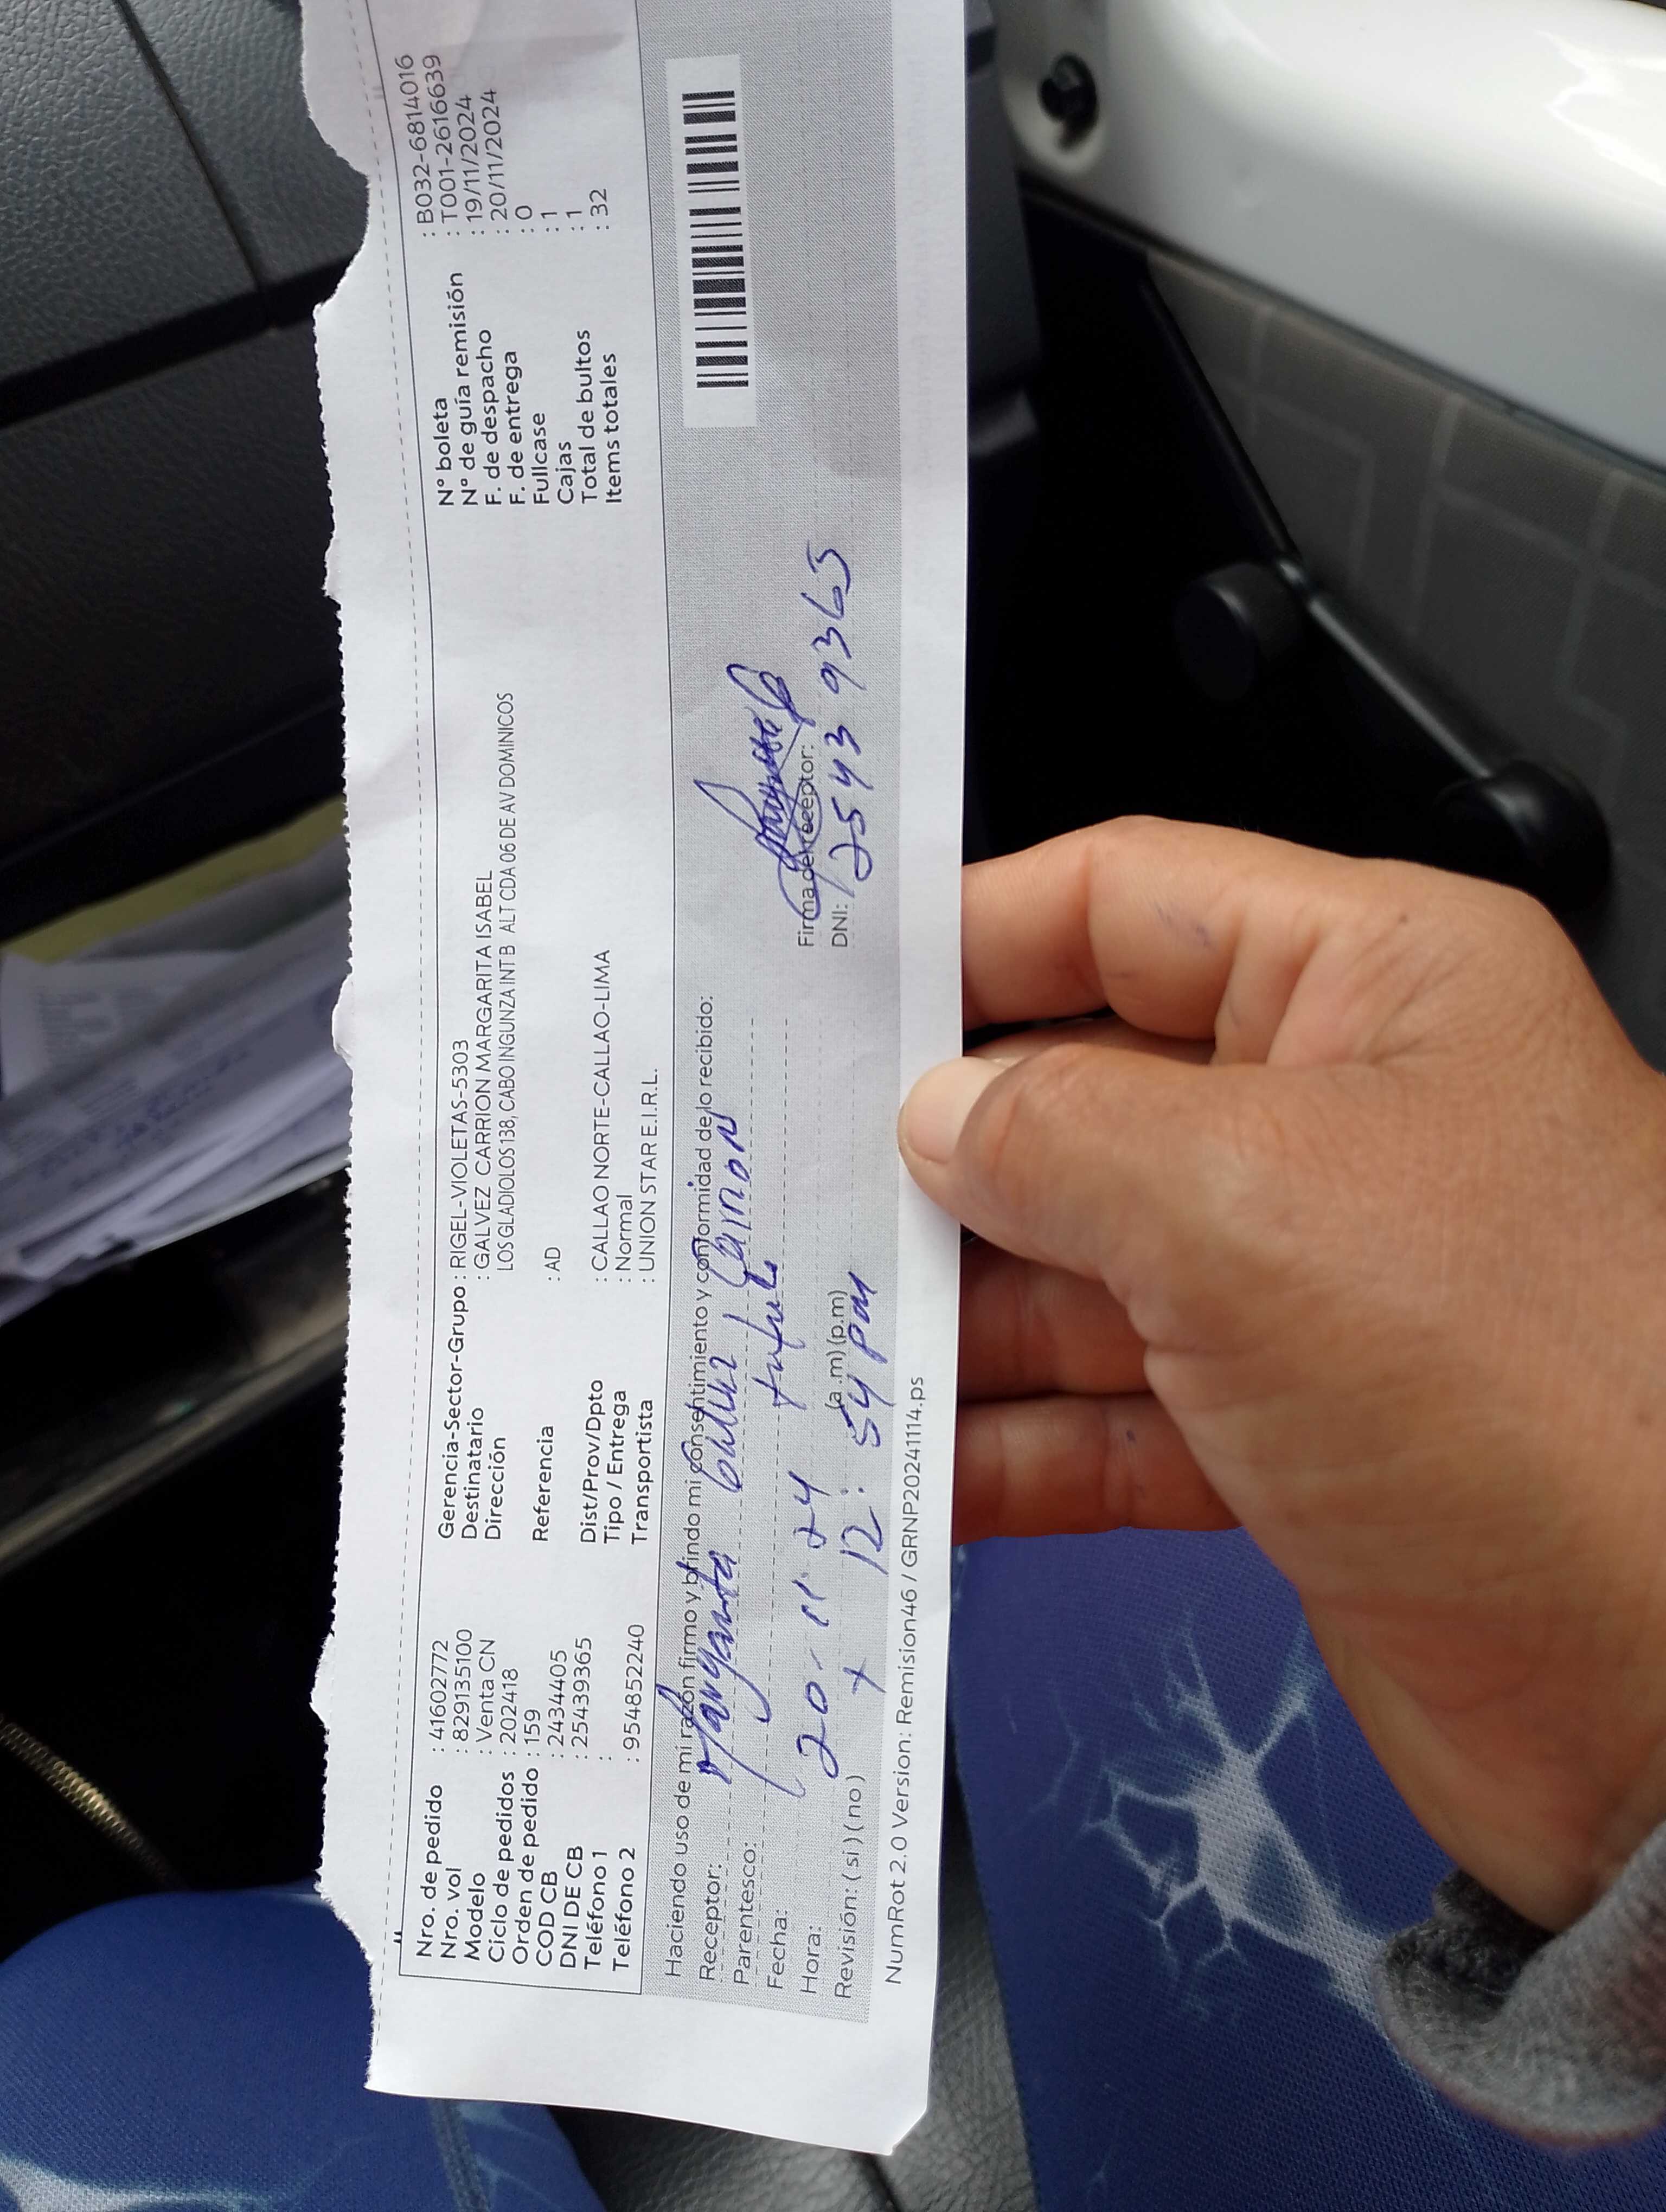 Nro. de pedido : 41602772
Nro. vol : 829135100
Modelo : Venta CN
Ciclo de pedidos : 202418
Orden de pedido : 159
COD CB : 2434405
DNI DE CB : 25439365
Teléfono 1 :
Teléfono 2 : 954852240
Gerencia-Sector-Grupo : RIGEL-VIOLETAS-5303
Destinatario : GALVEZ CARRION MARGARITA ISABEL
Dirección LOS GLADIOLOS 138, CABO INGUNZA INT B ALT CDA 06 DE AV DOMINICOS
Referencia : AD
Dist/Prov/Dpto : CALLAO NORTE-CALLAO-LIMA
Tipo / Entrega : Normal
Transportista : UNION STAR E.I.R.L.
N° boleta : B032-6814016
N° de guía remisión : T001-2616639
F. de despacho : 19/11/2024
F. de entrega : 20/11/2024
Fullcase : 0
Cajas : 1
Total de bultos : 1
Items totales : 32
Haciendo uso de mi razón firmo y brindo mi consentimiento y conformidad de lo recibido:
Receptor: Margarita Galvez Carrion
Parentesco: titular
Fecha: 20 - 11 - 24
Hora: 12 : 54 pm (a.m) (p.m)
Revisión: (si) (no)
Firma del receptor:
DNI: 25439365
NumRot 2.0 Version: Remision46 / GRNP20241114.ps